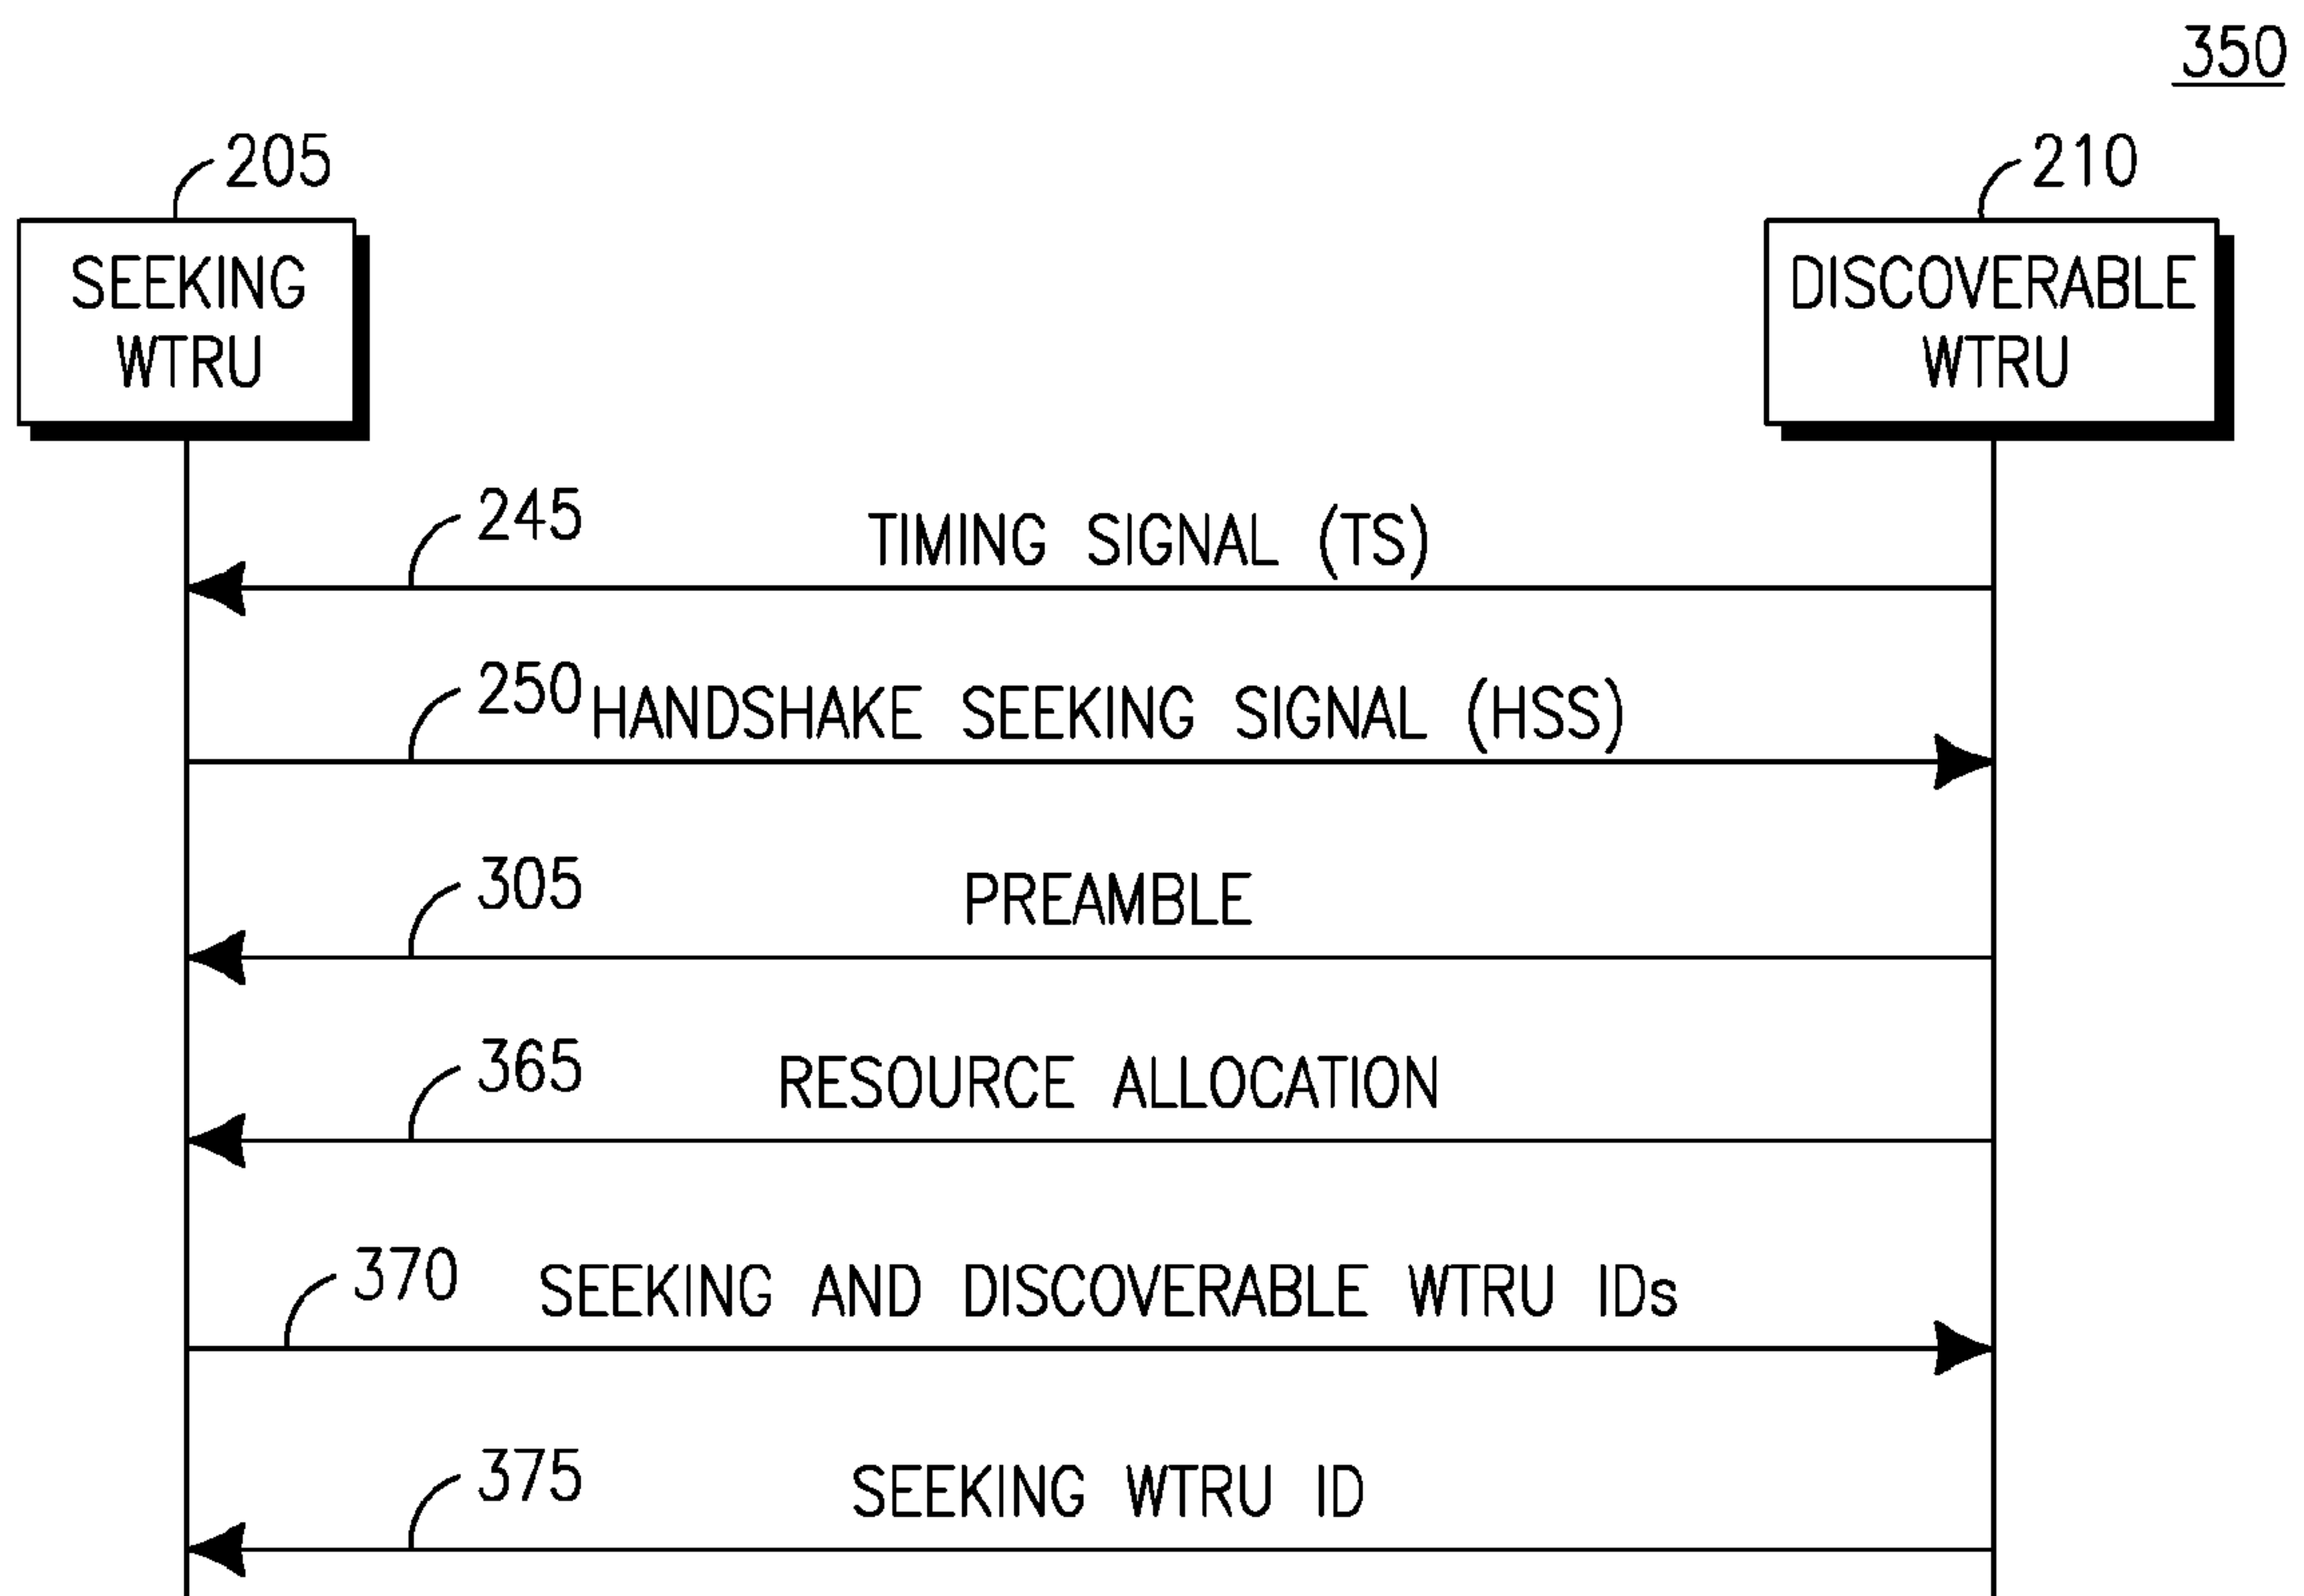 350
205
210
SEEKING
WTRU
DISCOVERABLE
WTRU
245
TIMING SIGNAL (TS)
250
HANDSHAKE SEEKING SIGNAL (HSS)
305
PREAMBLE
365
RESOURCE ALLOCATION
370
SEEKING AND DISCOVERABLE WTRU IDs
375
SEEKING WTRU ID